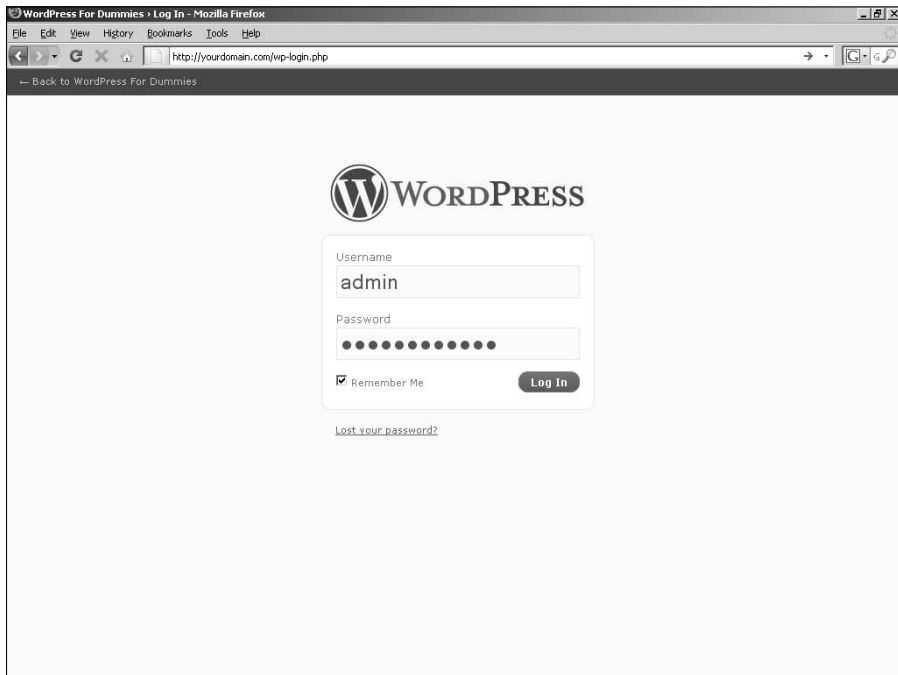 WordPress For Dummies › Log In - Mozilla Firefox
File Edit View History Bookmarks Tools Help
http://yourdomain.com/wp-login.php
G G
← Back to WordPress For Dummies
W WORDPRESS
Username
admin
Password
●●●●●●●●●●●●
Remember Me Log In
Lost your password?